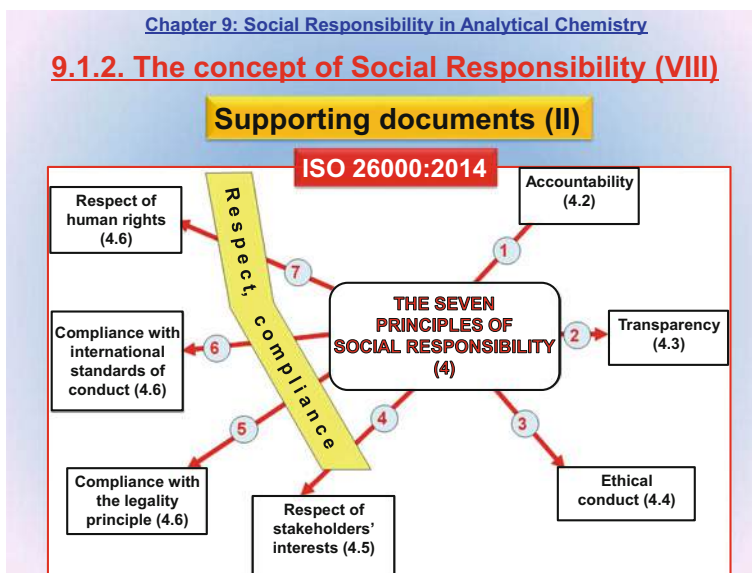 Chapter 9: Social Responsibility in Analytical Chemistry
9.1.2. The concept of Social Responsibility (VIII)
Supporting documents (II)
ISO 26000:2014
Respect of
human rights
(4.6)
Respect, compliance
Accountability
(4.2)
1
7
THE SEVEN
PRINCIPLES OF
SOCIAL RESPONSIBILITY
(4)
2
Transparency
(4.3)
Compliance with
international
standards of
conduct (4.6)
6
5
4
3
Compliance with
the legality
principle (4.6)
Respect of
stakeholders’
interests (4.5)
Ethical
conduct (4.4)